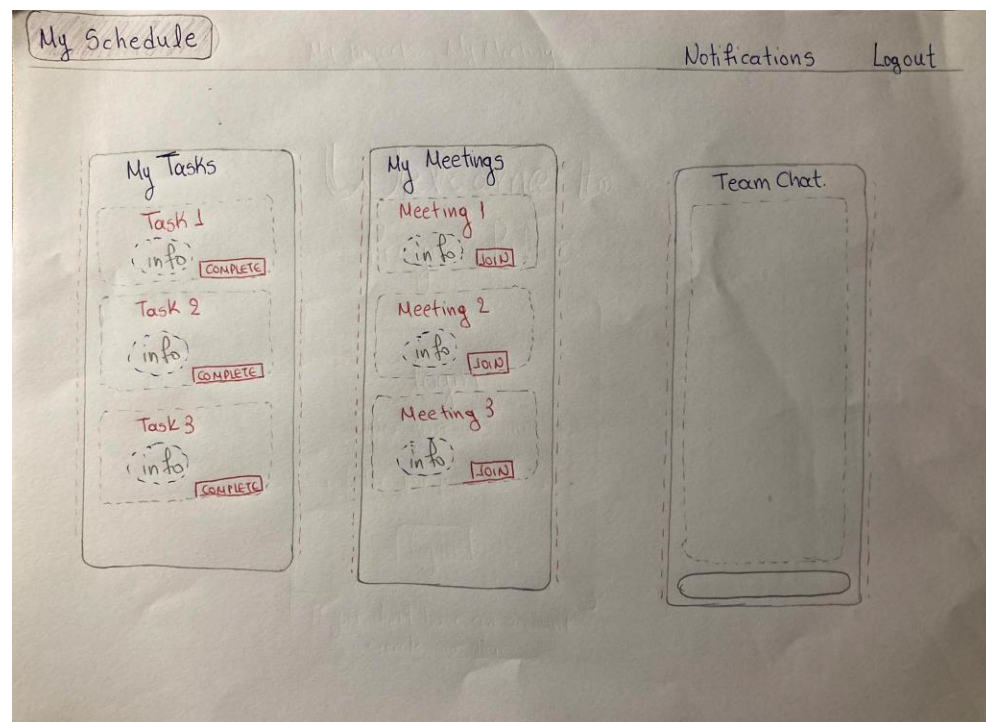 My Schedule
Notifications
Logout
My Tasks
Task 1
info
COMPLETE
Task 2
info
COMPLETE
Task 3
info
COMPLETE
My Meetings
Meeting 1
info
JOIN
Meeting 2
info
JOIN
Meeting 3
info
JOIN
Team Chat.